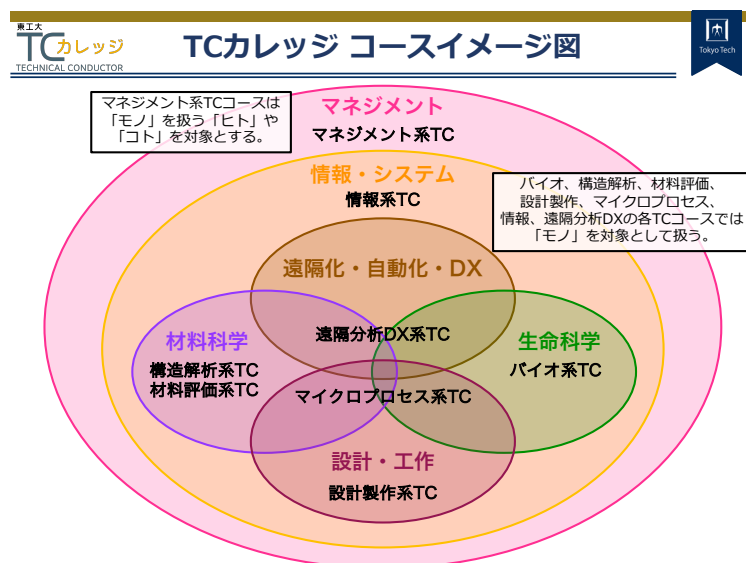 東工大
TCカレッジ
TECHNICAL CONDUCTOR
TCカレッジ コースイメージ図
Tokyo Tech
マネジメント系TCコースは
「モノ」を扱う「ヒト」や
「コト」を対象とする。
マネジメント
マネジメント系TC
情報・システム
情報系TC
バイオ、構造解析、材料評価、
設計製作、マイクロプロセス、
情報、遠隔分析DXの各TCコースでは
「モノ」を対象として扱う。
遠隔化・自動化・DX
遠隔分析DX系TC
材料科学
構造解析系TC
材料評価系TC
生命科学
バイオ系TC
マイクロプロセス系TC
設計・工作
設計製作系TC